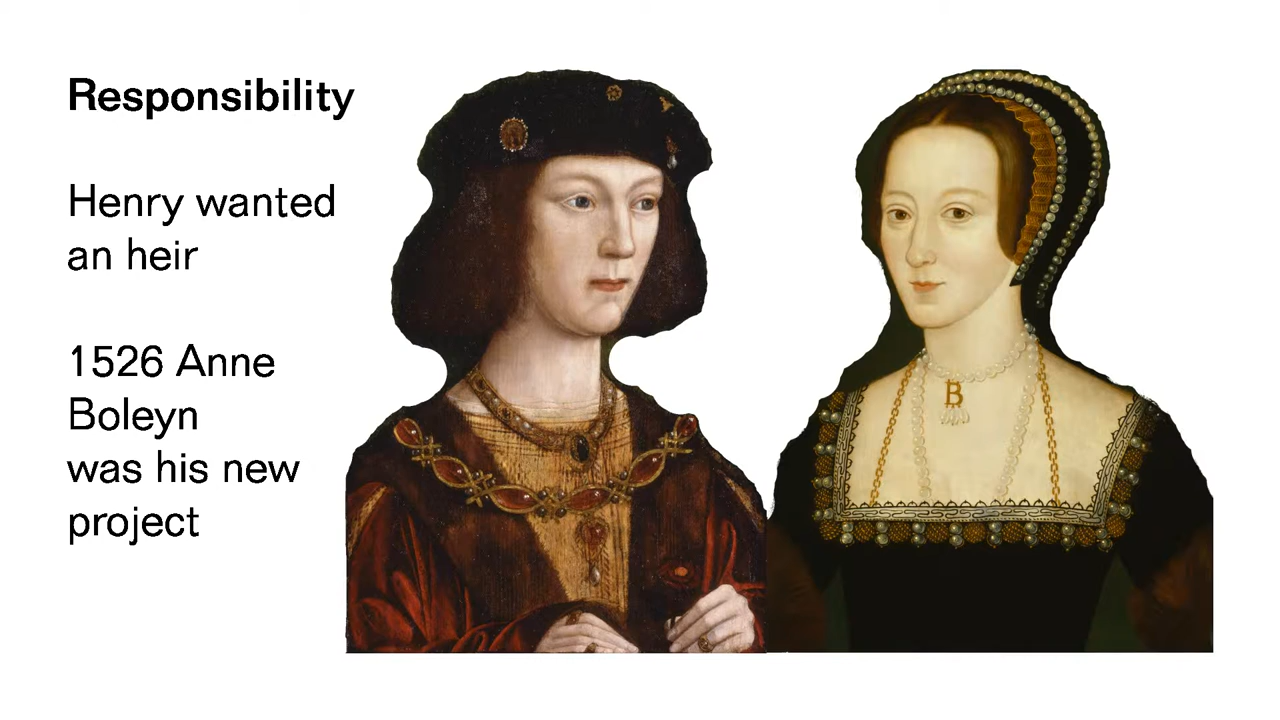 Responsibility
Henry wanted
an heir
1526 Anne
Boleyn
was his new
project
B